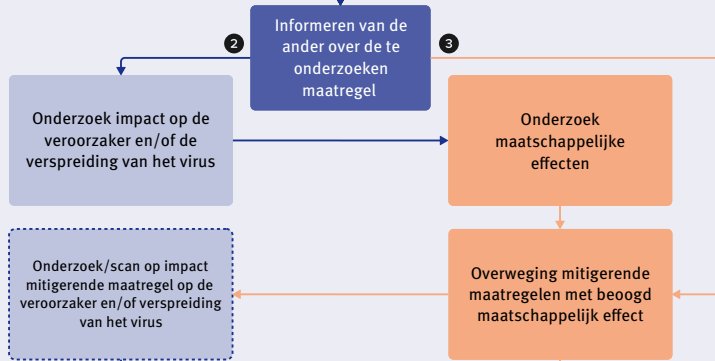 Informeren van de
ander over de te
onderzoeken
maatregel
2
3
Onderzoek impact op de
veroorzaker en/of de
verspreiding van het virus
Onderzoek
maatschappelijke
effecten
Onderzoek/scan op impact
mitigerende maatregel op de
veroorzaker en/of verspreiding
van het virus
Overweging mitigerende
maatregelen met beoogd
maatschappelijk effect